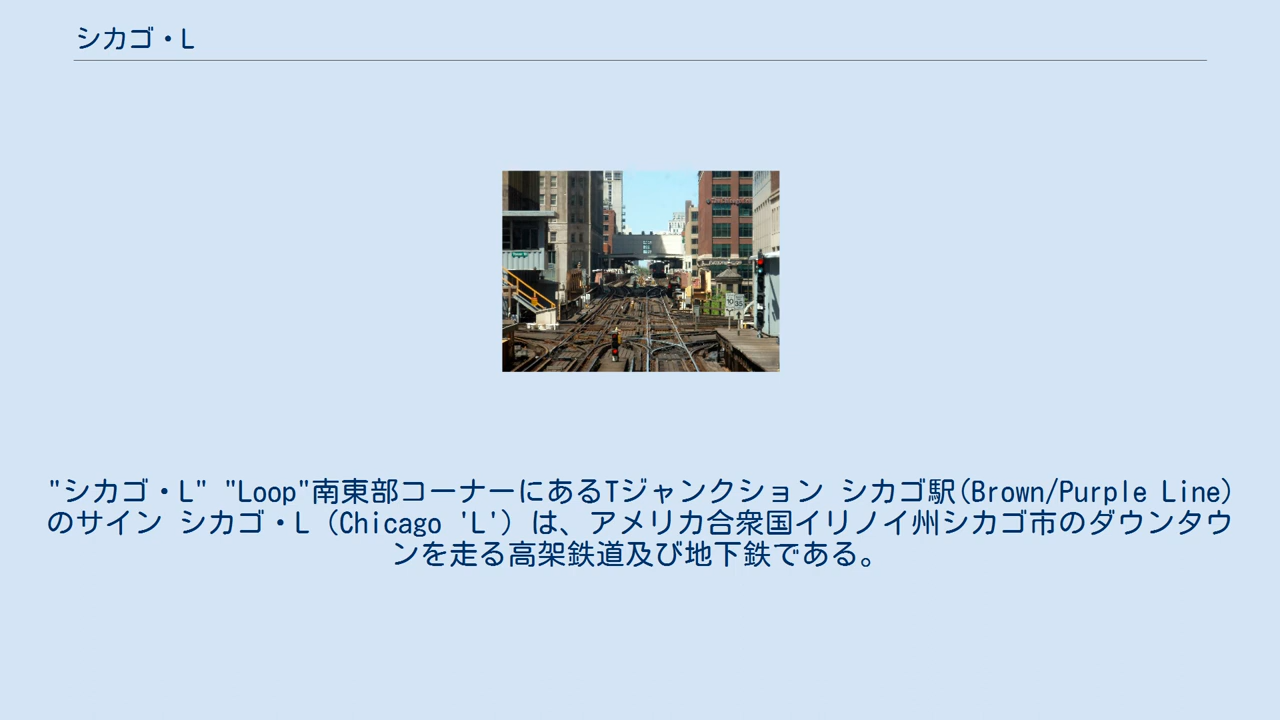 シカゴ・L
"シカゴ・L" "Loop"南東部コーナーにあるTジャンクション シカゴ駅(Brown/Purple Line)
のサイン シカゴ・L（Chicago 'L'）は、アメリカ合衆国イリノイ州シカゴ市のダウンタウ
ンを走る高架鉄道及び地下鉄である。